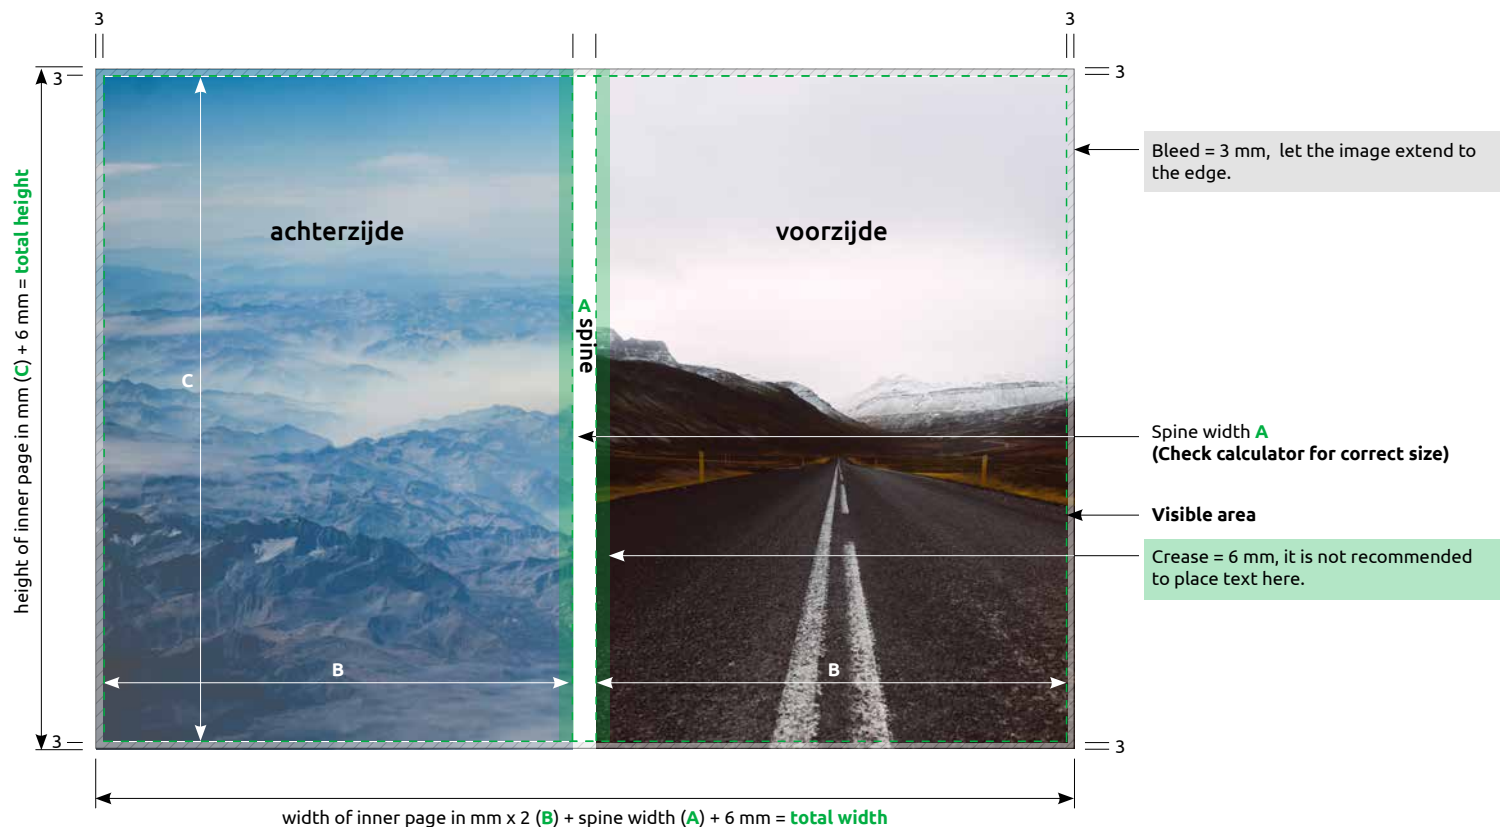 3
3
3
3
achterzijde
voorzijde
Bleed = 3 mm, let the image extend to
the edge.
height of inner page in mm (C) + 6 mm = total height
A
spine
C
Spine width A
(Check calculator for correct size)
Visible area
Crease = 6 mm, it is not recommended
to place text here.
B
B
3
3
width of inner page in mm x 2 (B) + spine width (A) + 6 mm = total width